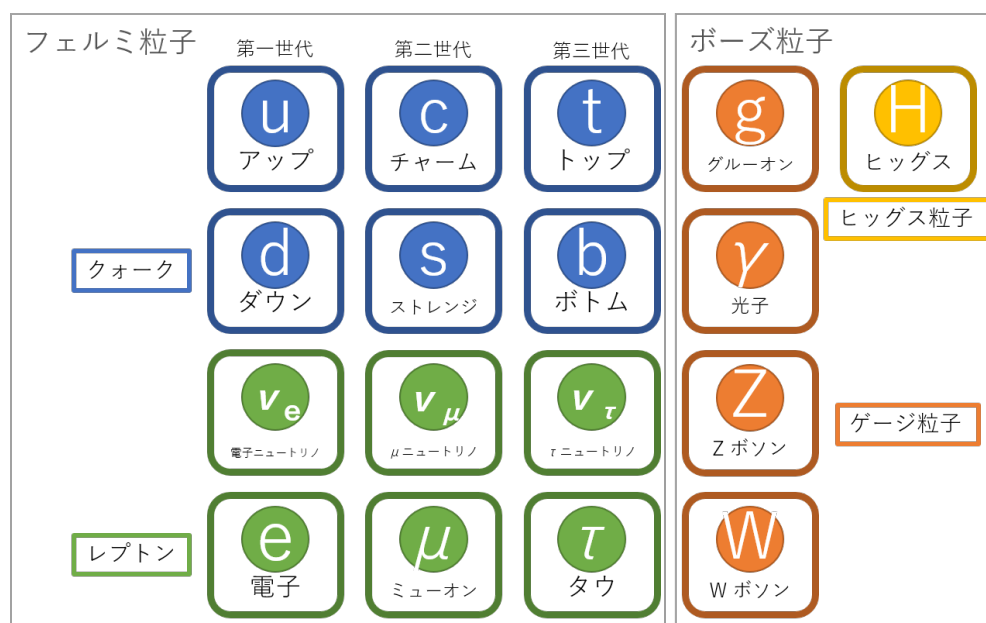 フェルミ粒子
第一世代
第二世代
第三世代
u
アップ
c
チャーム
t
トップ
クォーク
d
ダウン
s
ストレンジ
b
ボトム
νe
電子ニュートリノ
νμ
μニュートリノ
ντ
τニュートリノ
レプトン
e
電子
μ
ミューオン
τ
タウ
ボーズ粒子
g
グルーオン
H
ヒッグス
ヒッグス粒子
γ
光子
Z
Z ボソン
ゲージ粒子
W
W ボソン